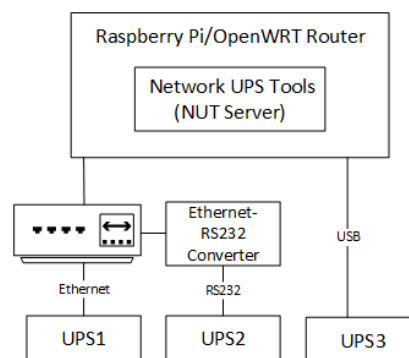 Raspberry Pi/OpenWRT Router
Network UPS Tools
(NUT Server)
Ethernet-
RS232
Converter
USB
Ethernet
RS232
UPS1
UPS2
UPS3